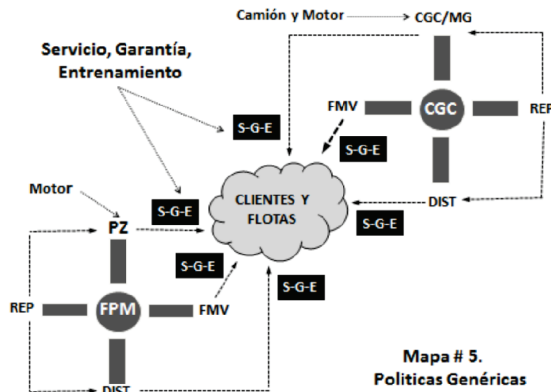 Camión y Motor
CGC/MG
Servicio, Garantía,
Entrenamiento
S-G-E
FMV
CGC
REP
S-G-E
Motor
S-G-E
CLIENTES Y
FLOTAS
DIST
S-G-E
PZ
S-G-E
S-G-E
REP
FPM
FMV
DIST
Mapa # 5.
Politicas Genéricas